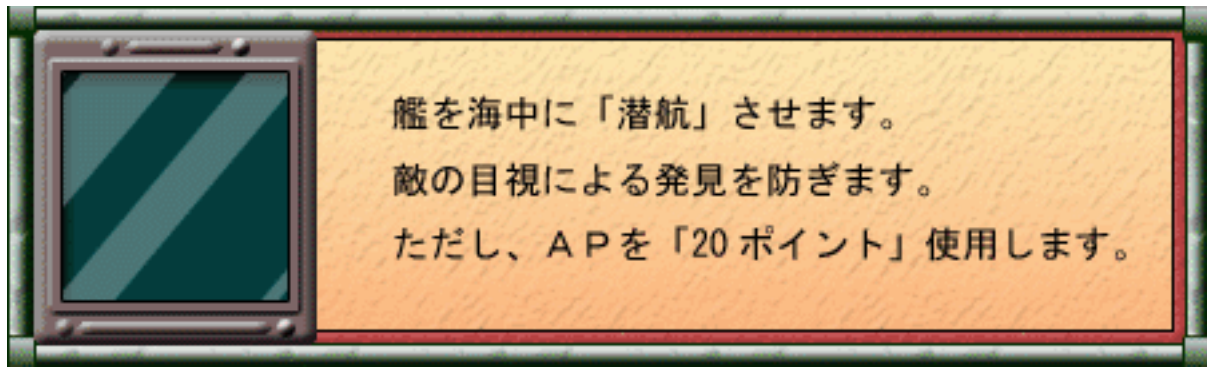 艦を海中に「潜航」させます。
敵の目視による発見を防ぎます。
ただし、ＡＰを「20 ポイント」使用します。